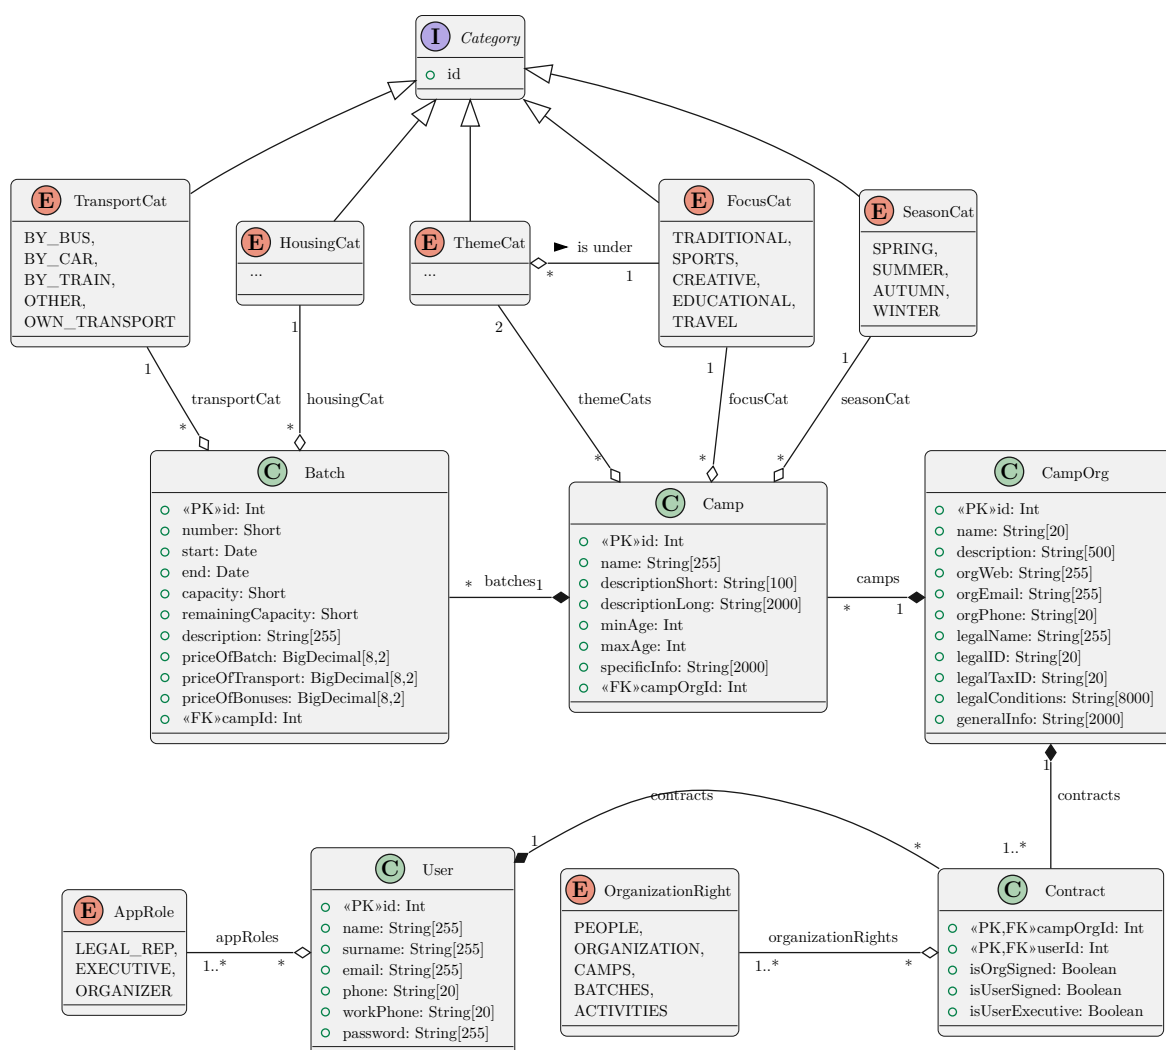 I Category
id
E TransportCat
BY_BUS,
BY_CAR,
BY_TRAIN,
OTHER,
OWN_TRANSPORT
E HousingCat
...
E ThemeCat
...
is under
* 1
E FocusCat
TRADITIONAL,
SPORTS,
CREATIVE,
EDUCATIONAL,
TRAVEL
E SeasonCat
SPRING,
SUMMER,
AUTUMN,
WINTER
1
transportCat
*
1
housingCat
*
2
themeCats
*
1
focusCat
*
1
seasonCat
*
C Batch
«PK»id: Int
number: Short
start: Date
end: Date
capacity: Short
remainingCapacity: Short
description: String[255]
priceOfBatch: BigDecimal[8,2]
priceOfTransport: BigDecimal[8,2]
priceOfBonuses: BigDecimal[8,2]
«FK»campId: Int
* batches 1
C Camp
«PK»id: Int
name: String[255]
descriptionShort: String[100]
descriptionLong: String[2000]
minAge: Int
maxAge: Int
specificInfo: String[2000]
«FK»campOrgId: Int
camps
* 1
C CampOrg
«PK»id: Int
name: String[20]
description: String[500]
orgWeb: String[255]
orgEmail: String[255]
orgPhone: String[20]
legalName: String[255]
legalID: String[20]
legalTaxID: String[20]
legalConditions: String[8000]
generalInfo: String[2000]
1
contracts
1..*
contracts
1 *
E AppRole
LEGAL_REP,
EXECUTIVE,
ORGANIZER
appRoles
1..* *
C User
«PK»id: Int
name: String[255]
surname: String[255]
email: String[255]
phone: String[20]
workPhone: String[20]
password: String[255]
E OrganizationRight
PEOPLE,
ORGANIZATION,
CAMPS,
BATCHES,
ACTIVITIES
organizationRights
1..* *
C Contract
«PK,FK»campOrgId: Int
«PK,FK»userId: Int
isOrgSigned: Boolean
isUserSigned: Boolean
isUserExecutive: Boolean